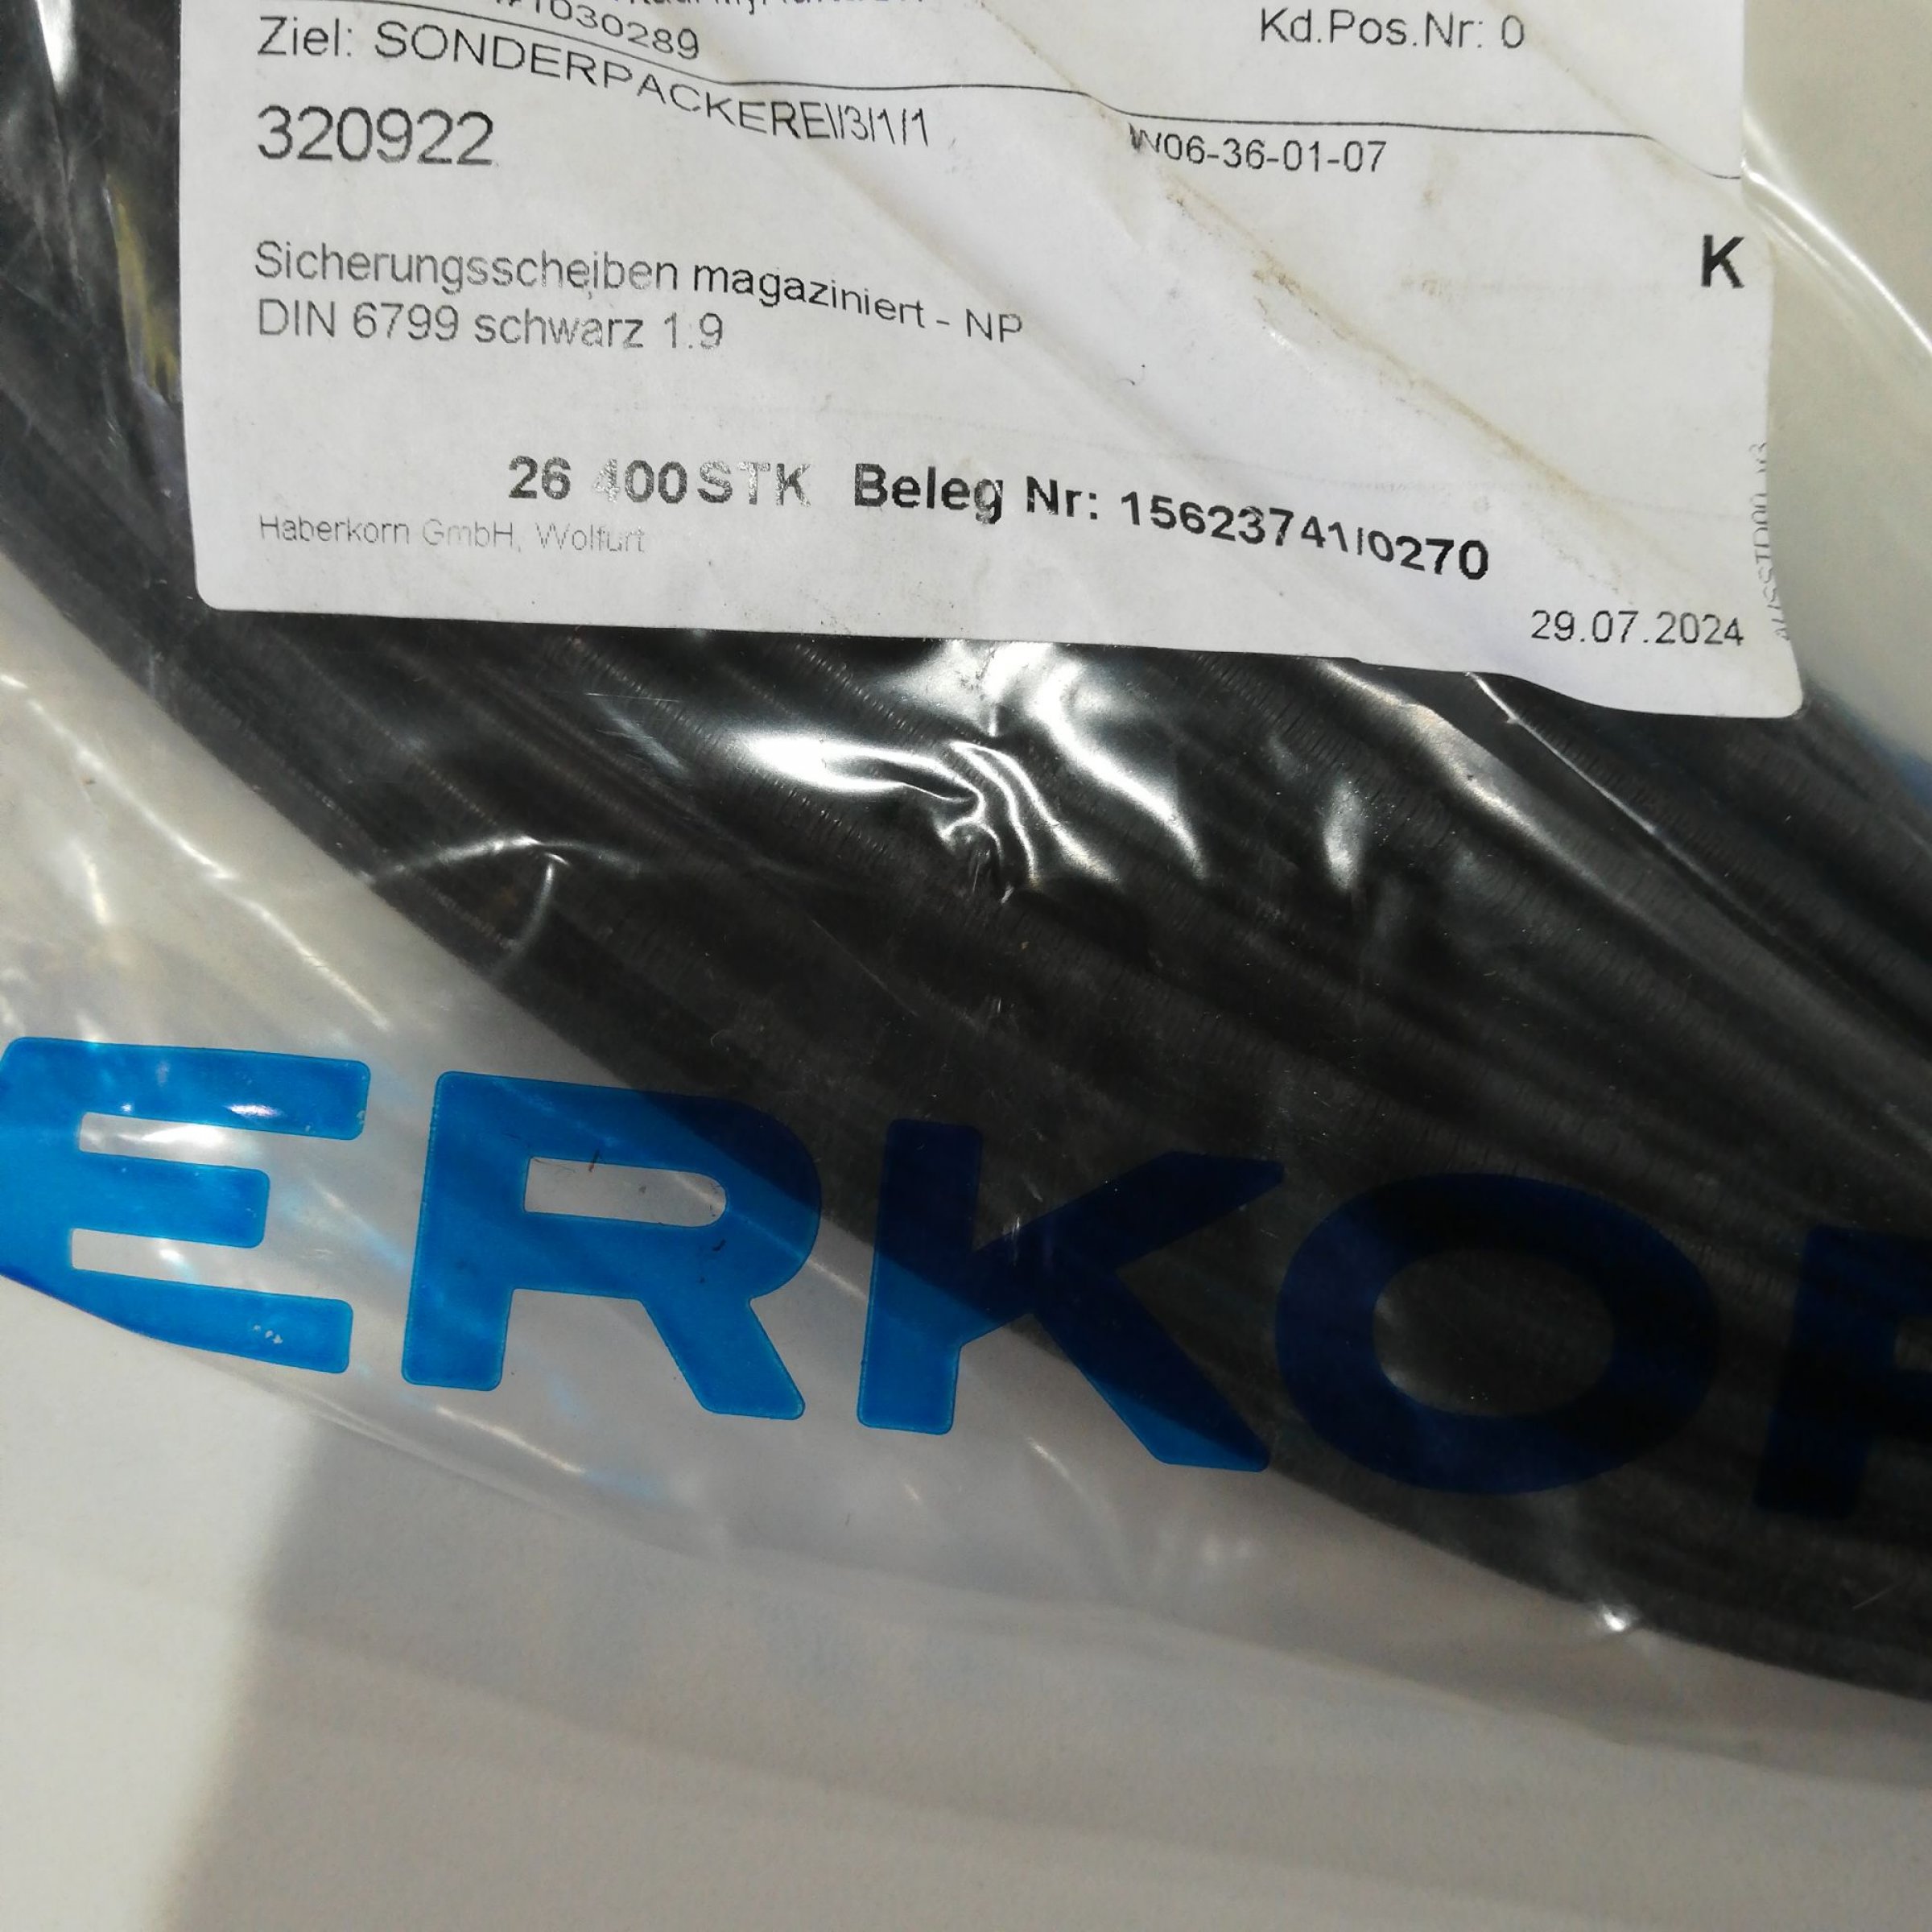 1030289
Kd.Pos.Nr: 0
Ziel: SONDERPACKEREI/3/1/1
320922
W06-36-01-07
K
Sicherungsscheiben magaziniert - NP
DIN 6799 schwarz 1.9
26 400 STK Beleg Nr: 15623741/0270
Haberkorn GmbH, Wolfurt
29.07.2024
ERKO